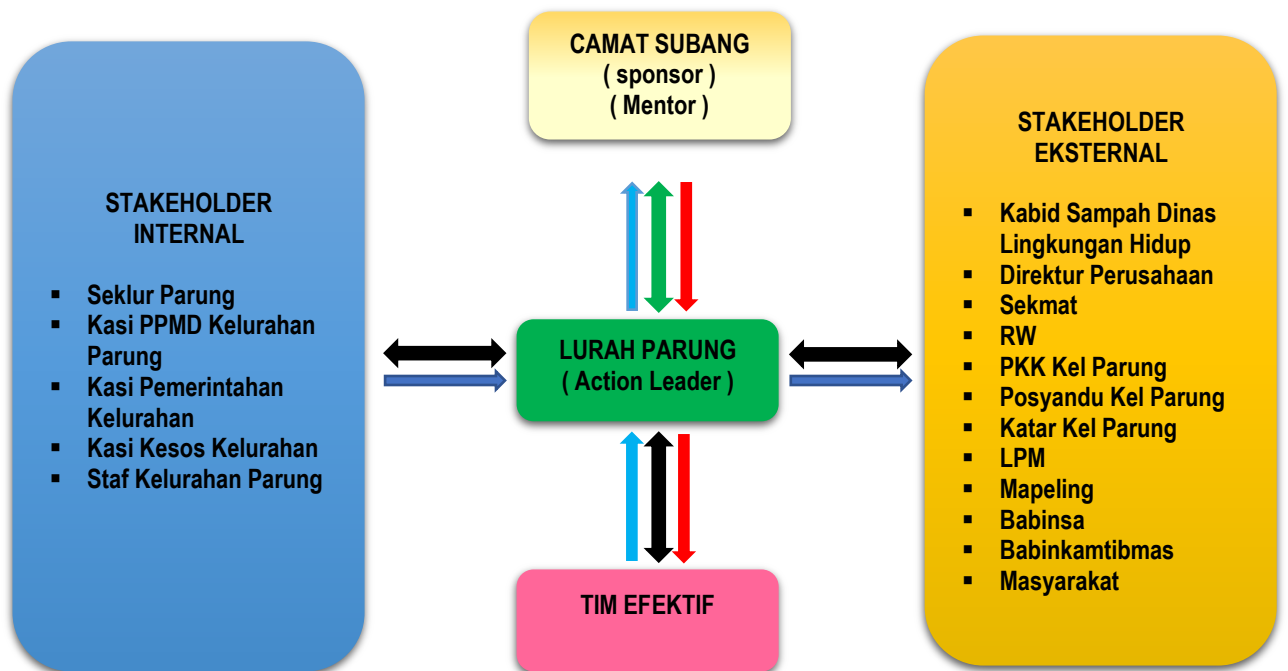 CAMAT SUBANG
( sponsor )
( Mentor )
STAKEHOLDER
INTERNAL
▪ Seklur Parung
▪ Kasi PPMD Kelurahan
Parung
▪ Kasi Pemerintahan
Kelurahan
▪ Kasi Kesos Kelurahan
▪ Staf Kelurahan Parung
LURAH PARUNG
( Action Leader )
TIM EFEKTIF
STAKEHOLDER
EKSTERNAL
▪ Kabid Sampah Dinas
Lingkungan Hidup
▪ Direktur Perusahaan
▪ Sekmat
▪ RW
▪ PKK Kel Parung
▪ Posyandu Kel Parung
▪ Katar Kel Parung
▪ LPM
▪ Mapeling
▪ Babinsa
▪ Babinkamtibmas
▪ Masyarakat